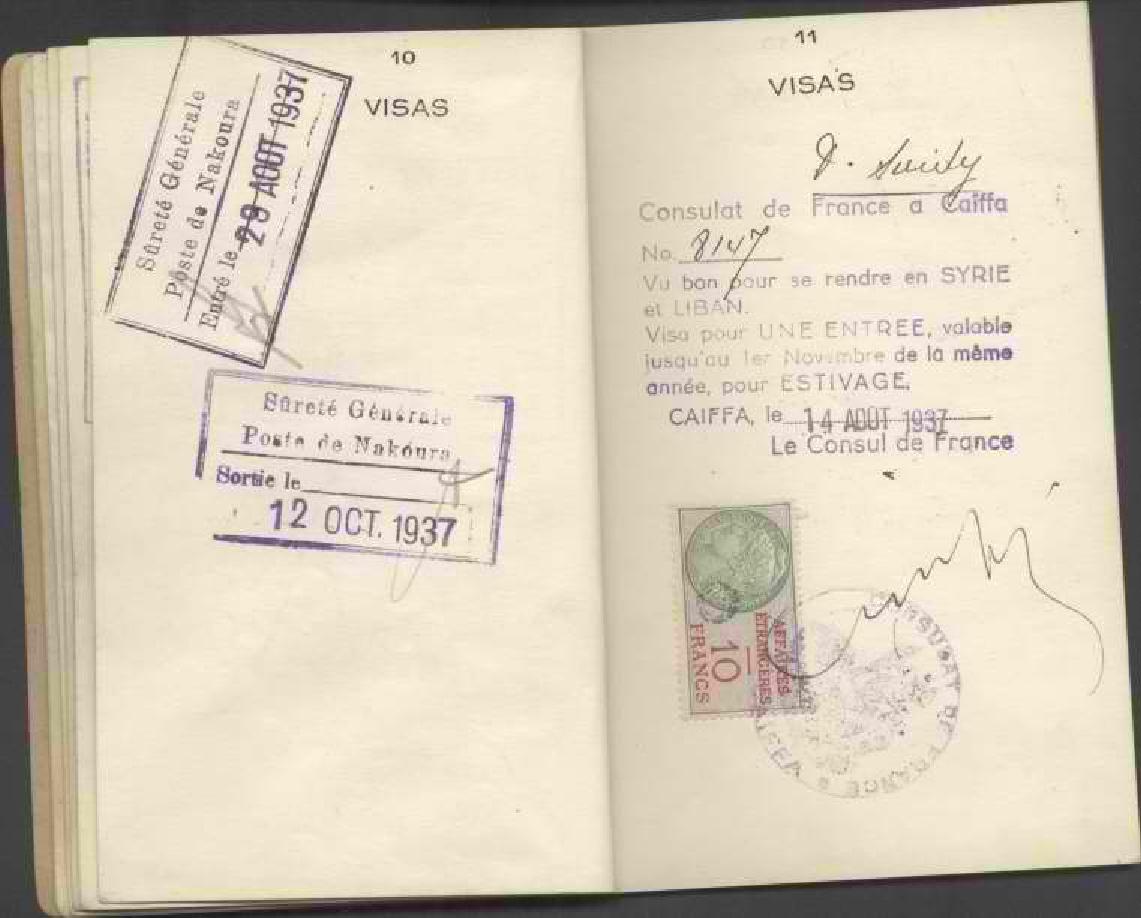 10
VISAS
Sûreté Générale
Poste de Nakoura
Entré le 28 AOUT 1937
Sûreté Générale
Poste de Nakoura
Sortie le
12 OCT. 1937
11
VISAS
Consulat de France a Caiffa
No. 8147
Vu bon pour se rendre en SYRIE
et LIBAN.
Visa pour UNE ENTREE, valable
jusqu'au 1er Novembre de la même
année, pour ESTIVAGE.
CAIFFA, le 14 AOUT 1937
Le Consul de France
AFFAIRES
ETRANGERES
10
FRANCS
CONSULAT DE FRANCE